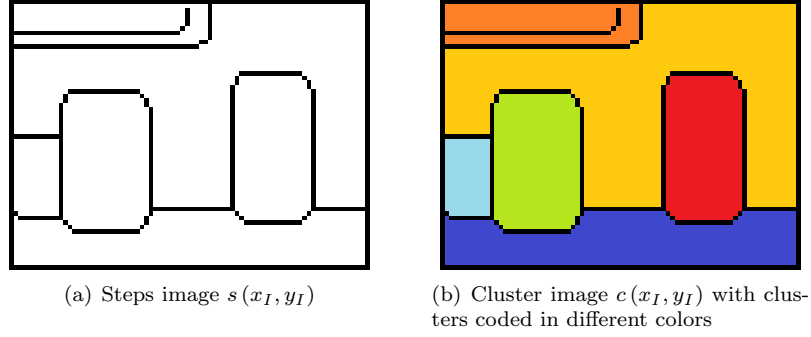 (a) Steps image s (x_I, y_I)
(b) Cluster image c (x_I, y_I) with clus-
ters coded in different colors